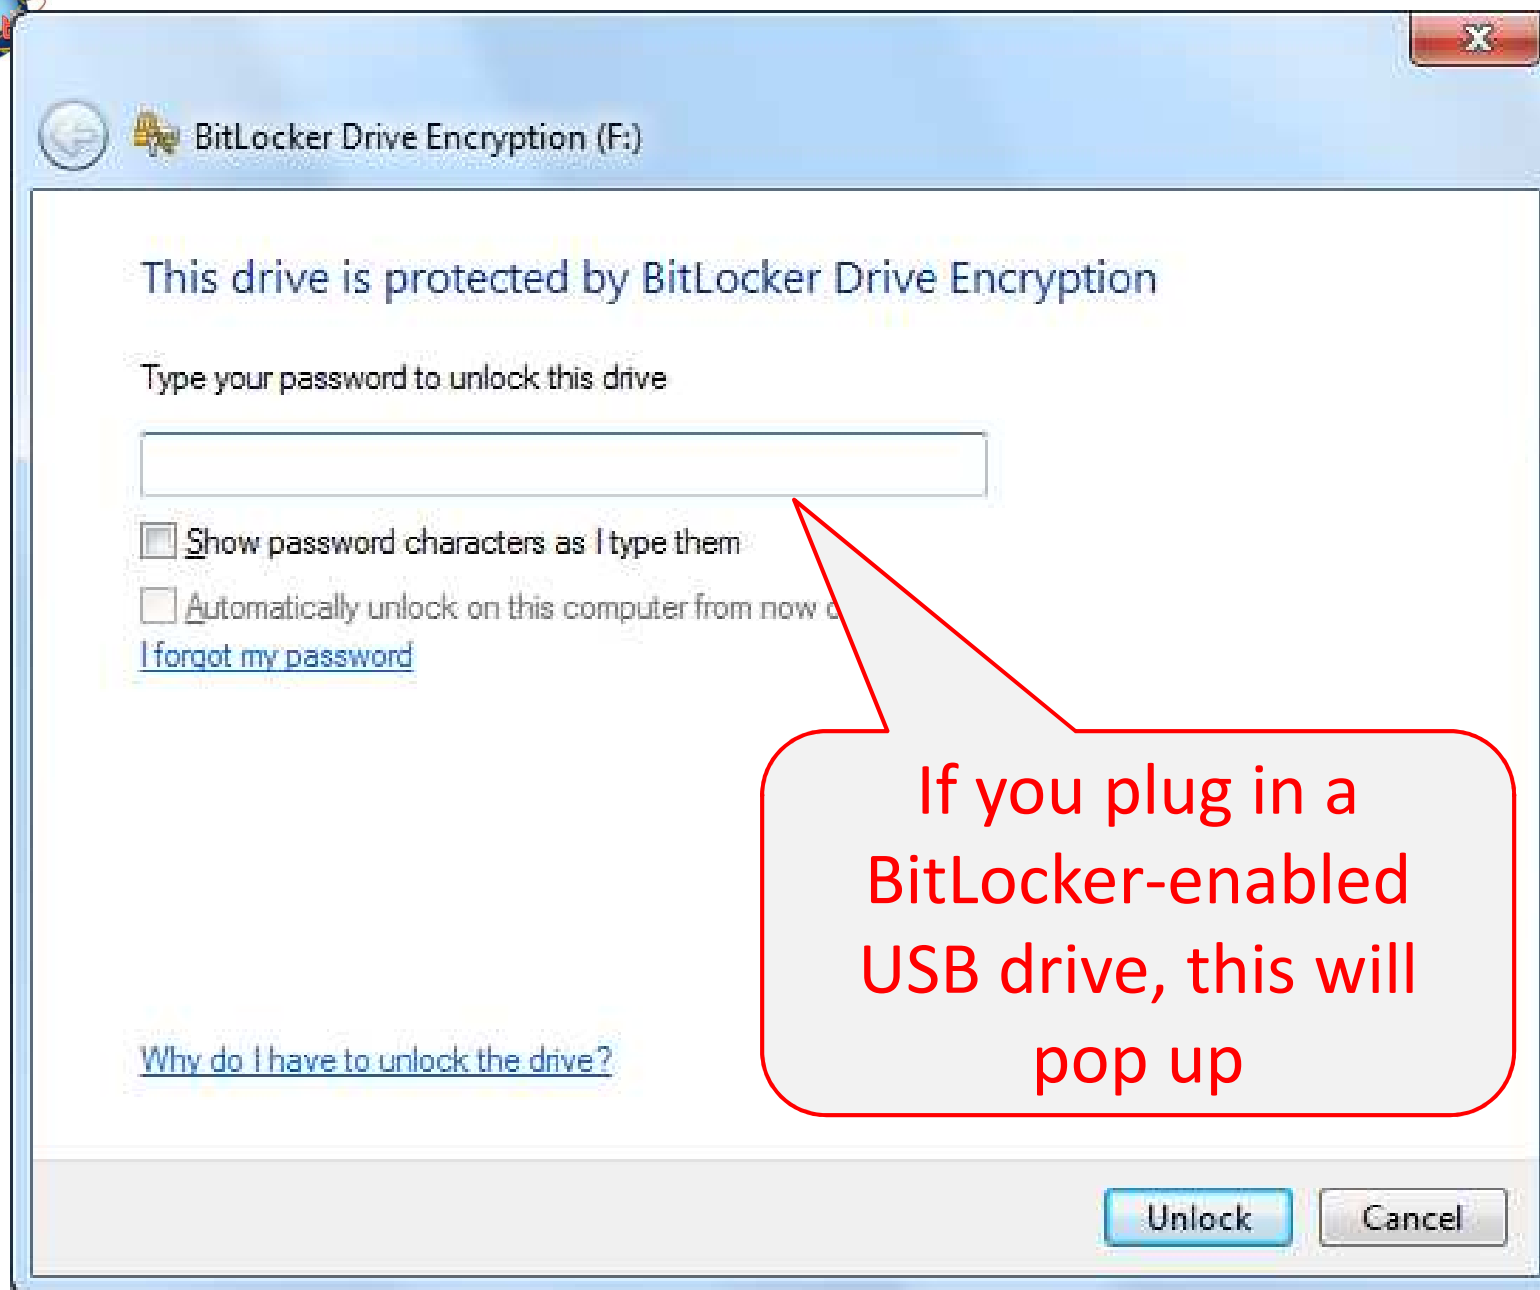 BitLocker Drive Encryption (F:)
This drive is protected by BitLocker Drive Encryption
Type your password to unlock this drive
Show password characters as I type them
Automatically unlock on this computer from now
I forgot my password
If you plug in a
BitLocker-enabled
USB drive, this will
pop up
Why do I have to unlock the drive?
Unlock
Cancel